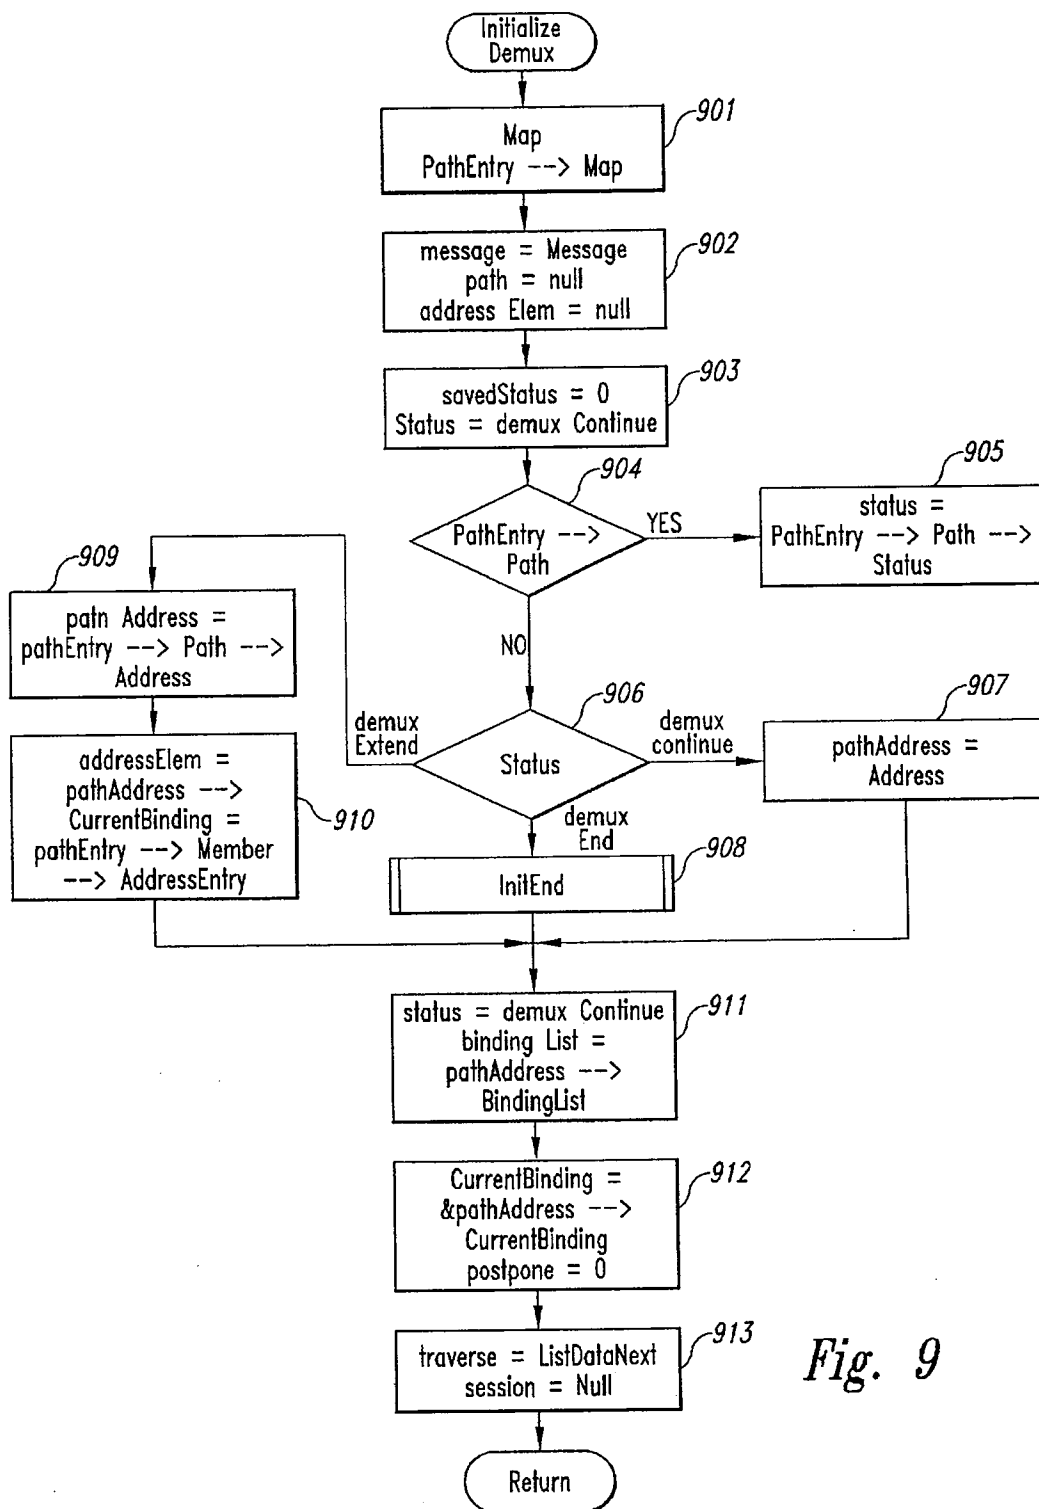 Initialize
Demux
901
Map
PathEntry --> Map
902
message = Message
path = null
address Elem = null
903
savedStatus = 0
Status = demux Continue
904
PathEntry -->
Path
YES
905
status =
PathEntry --> Path -->
Status
NO
909
patn Address =
pathEntry --> Path -->
Address
906
Status
demux
Extend
demux
continue
demux
End
907
pathAddress =
Address
addressElem =
pathAddress -->
CurrentBinding =
pathEntry --> Member
--> AddressEntry
910
908
InitEnd
911
status = demux Continue
binding List =
pathAddress -->
BindingList
912
CurrentBinding =
&pathAddress -->
CurrentBinding
postpone = 0
913
traverse = ListDataNext
session = Null
Return
Fig. 9